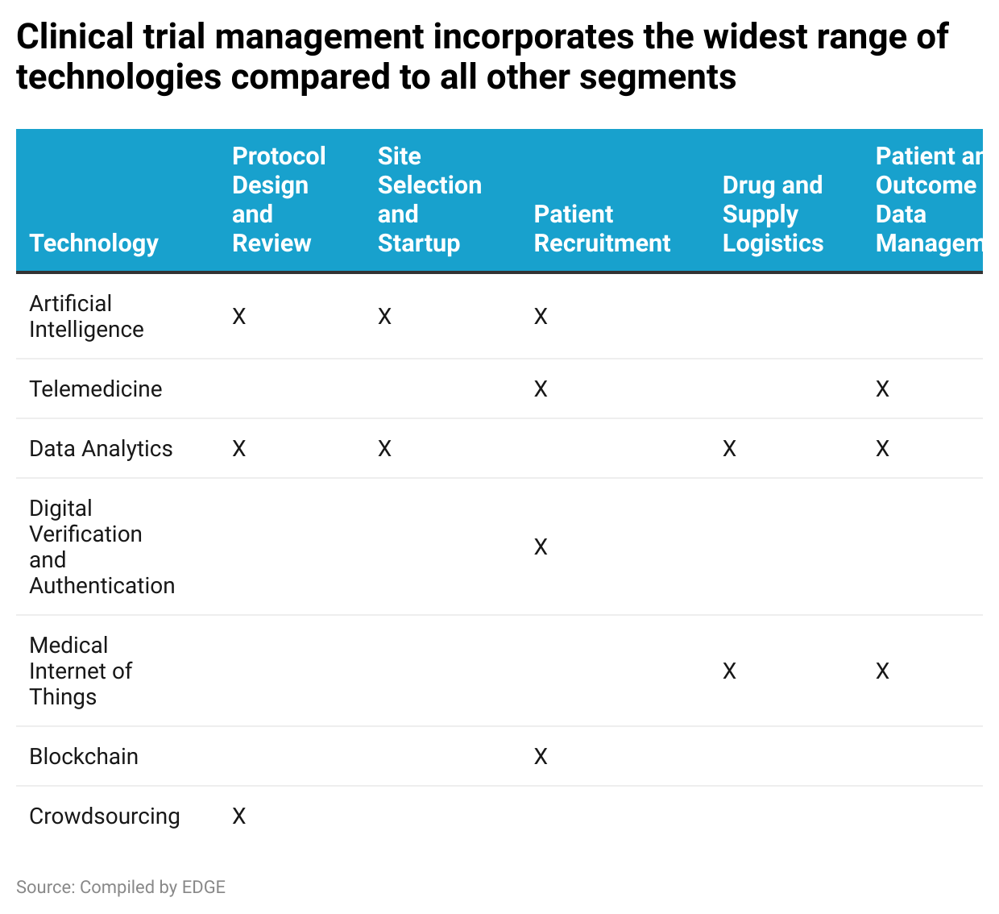 Clinical trial management incorporates the widest range of
technologies compared to all other segments
Technology
Protocol
Design
and
Review
Site
Selection
and
Startup
Patient
Recruitment
Drug and
Supply
Logistics
Patient
Outcome
Data
Artificial
Intelligence
X X X
Telemedicine X X
Data Analytics X X X X
Digital
Verification
and
Authentication
X
Medical
Internet of
Things
X X
Blockchain X
Crowdsourcing X
Source: Compiled by EDGE